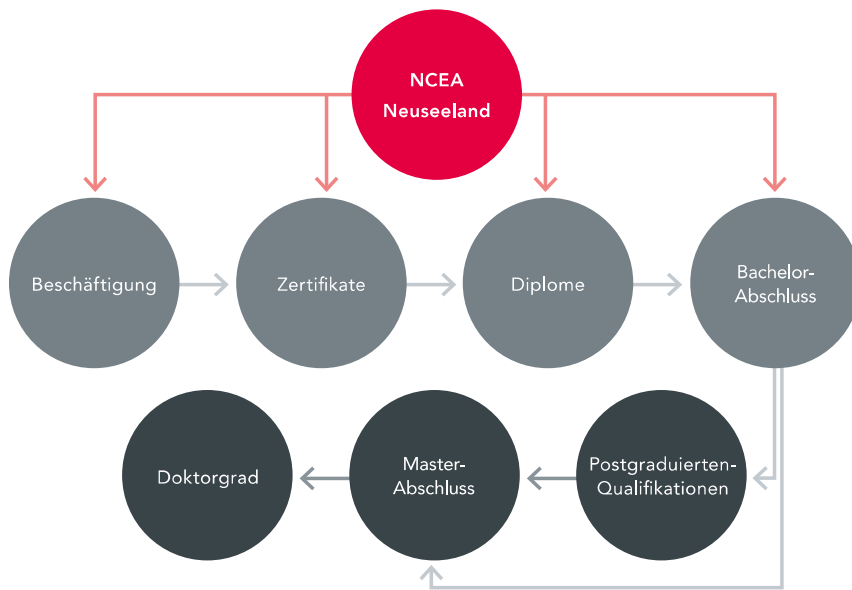 NCEA
Neuseeland
Beschäftigung
Zertifikate
Diplome
Bachelor-
Abschluss
Doktorgrad
Master-
Abschluss
Postgraduierten-
Qualifikationen